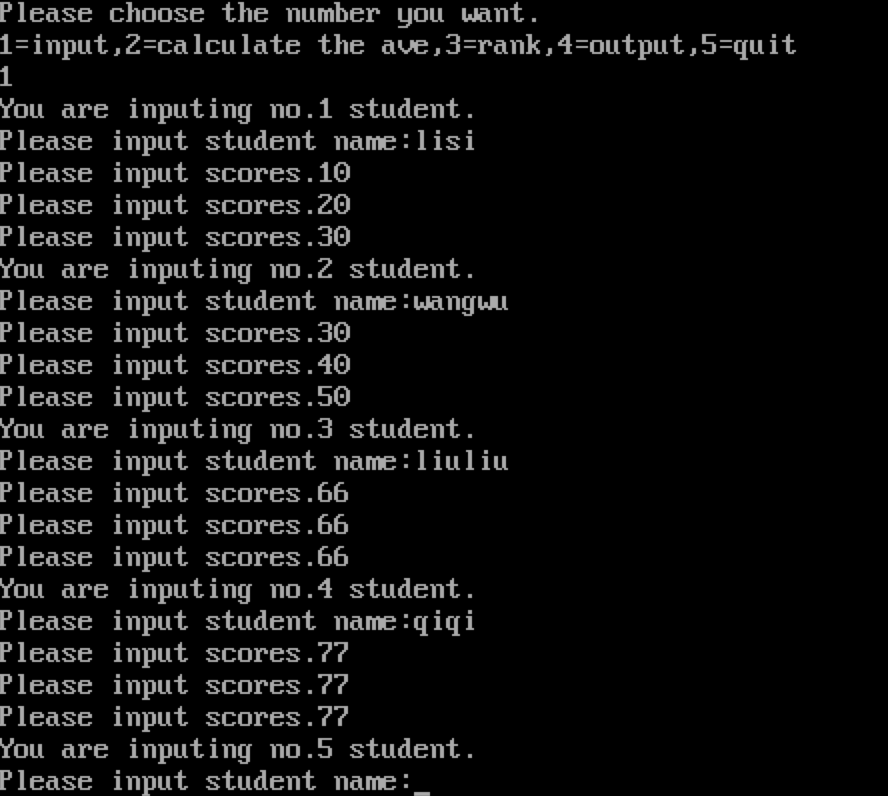 Please choose the number you want.
1=input,2=calculate the ave,3=rank,4=output,5=quit
1
You are inputing no.1 student.
Please input student name:lisi
Please input scores.10
Please input scores.20
Please input scores.30
You are inputing no.2 student.
Please input student name:wangwu
Please input scores.30
Please input scores.40
Please input scores.50
You are inputing no.3 student.
Please input student name:liuliu
Please input scores.66
Please input scores.66
Please input scores.66
You are inputing no.4 student.
Please input student name:qiqi
Please input scores.77
Please input scores.77
Please input scores.77
You are inputing no.5 student.
Please input student name:_